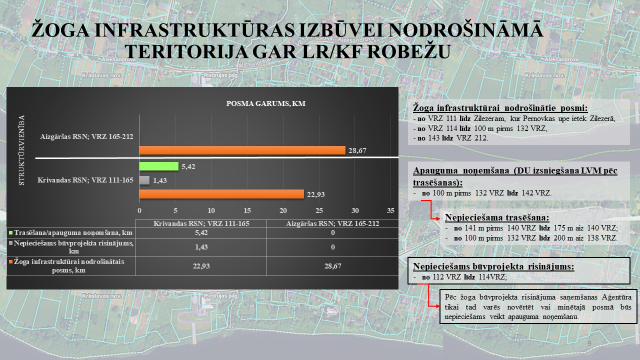 ŽOGA INFRASTRUKTŪRAS IZBŪVEI NODROŠINĀMĀ
TERITORIJA GAR LR/KF ROBEŽU
POSMA GARUMS, KM
STRUKTŪRVIENĪBA
Aizgāršas RSN; VRZ 165-212
28,67
5,42
Krivandas RSN; VRZ 111-165
1,43
22,93
0 5 10 15 20 25 30 35
Krivandas RSN; VRZ 111-165 Aizgāršas RSN; VRZ 165-212
Trasēšana/apauguma noņemšana, km 5,42 0
Nepieciešams būvprojekta risinājums, km 1,43 0
Žoga infrastruktūrai nodrošinātais posms, km 22,93 28,67
Žoga infrastruktūrai nodrošinātie posmi:
- no VRZ 111 līdz Zilezeram, kur Pernovkas upe ietek Zilezerā,
- no VRZ 114 līdz 100 m pirms 132 VRZ,
- no 143 līdz VRZ 212.
Apauguma noņemšana (DU izsniegšana LVM pēc
trasēšanas):
- no 100 m pirms 132 VRZ līdz 142 VRZ.
Nepieciešama trasēšana:
- no 141 m pirms 140 VRZ līdz 175 m aiz 140 VRZ;
- no 100 m pirms 132 VRZ līdz 200 m aiz 138 VRZ.
Nepieciešams būvprojekta risinājums:
- no 112 VRZ līdz 114VRZ;
Pēc žoga būvprojekta risinājuma saņemšanas Aģentūra
tikai tad varēs novērtēt vai minētajā posmā būs
nepieciešams veikt apauguma noņemšanu.